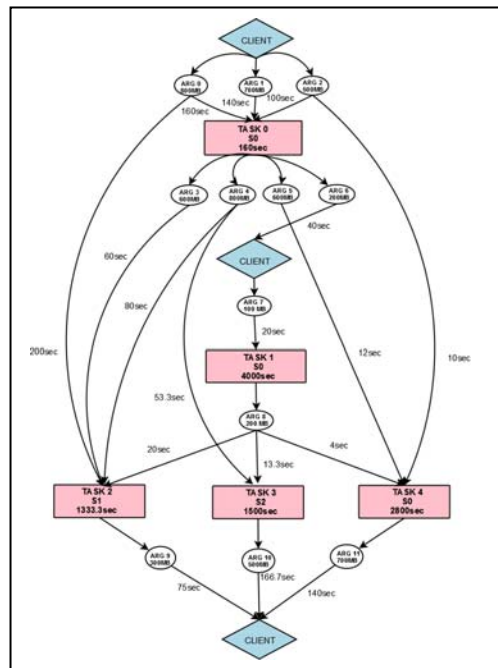 CLIENT
ARG 0
800MB
ARG 1
700MB
ARG 2
500MB
160sec
140sec
100sec
TASK 0
S0
160sec
ARG 3
600MB
ARG 4
800MB
ARG 5
600MB
ARG 6
200MB
40sec
60sec
80sec
CLIENT
ARG 7
100 MB
200sec
20sec
12sec
10sec
TASK 1
S0
4000sec
53.3sec
ARG 8
200 MB
20sec
13.3sec
4sec
TASK 2
S1
1333.3sec
TASK 3
S2
1500sec
TASK 4
S0
2800sec
ARG 9
300MB
ARG 10
500MB
ARG 11
700MB
75sec
166.7sec
140sec
CLIENT